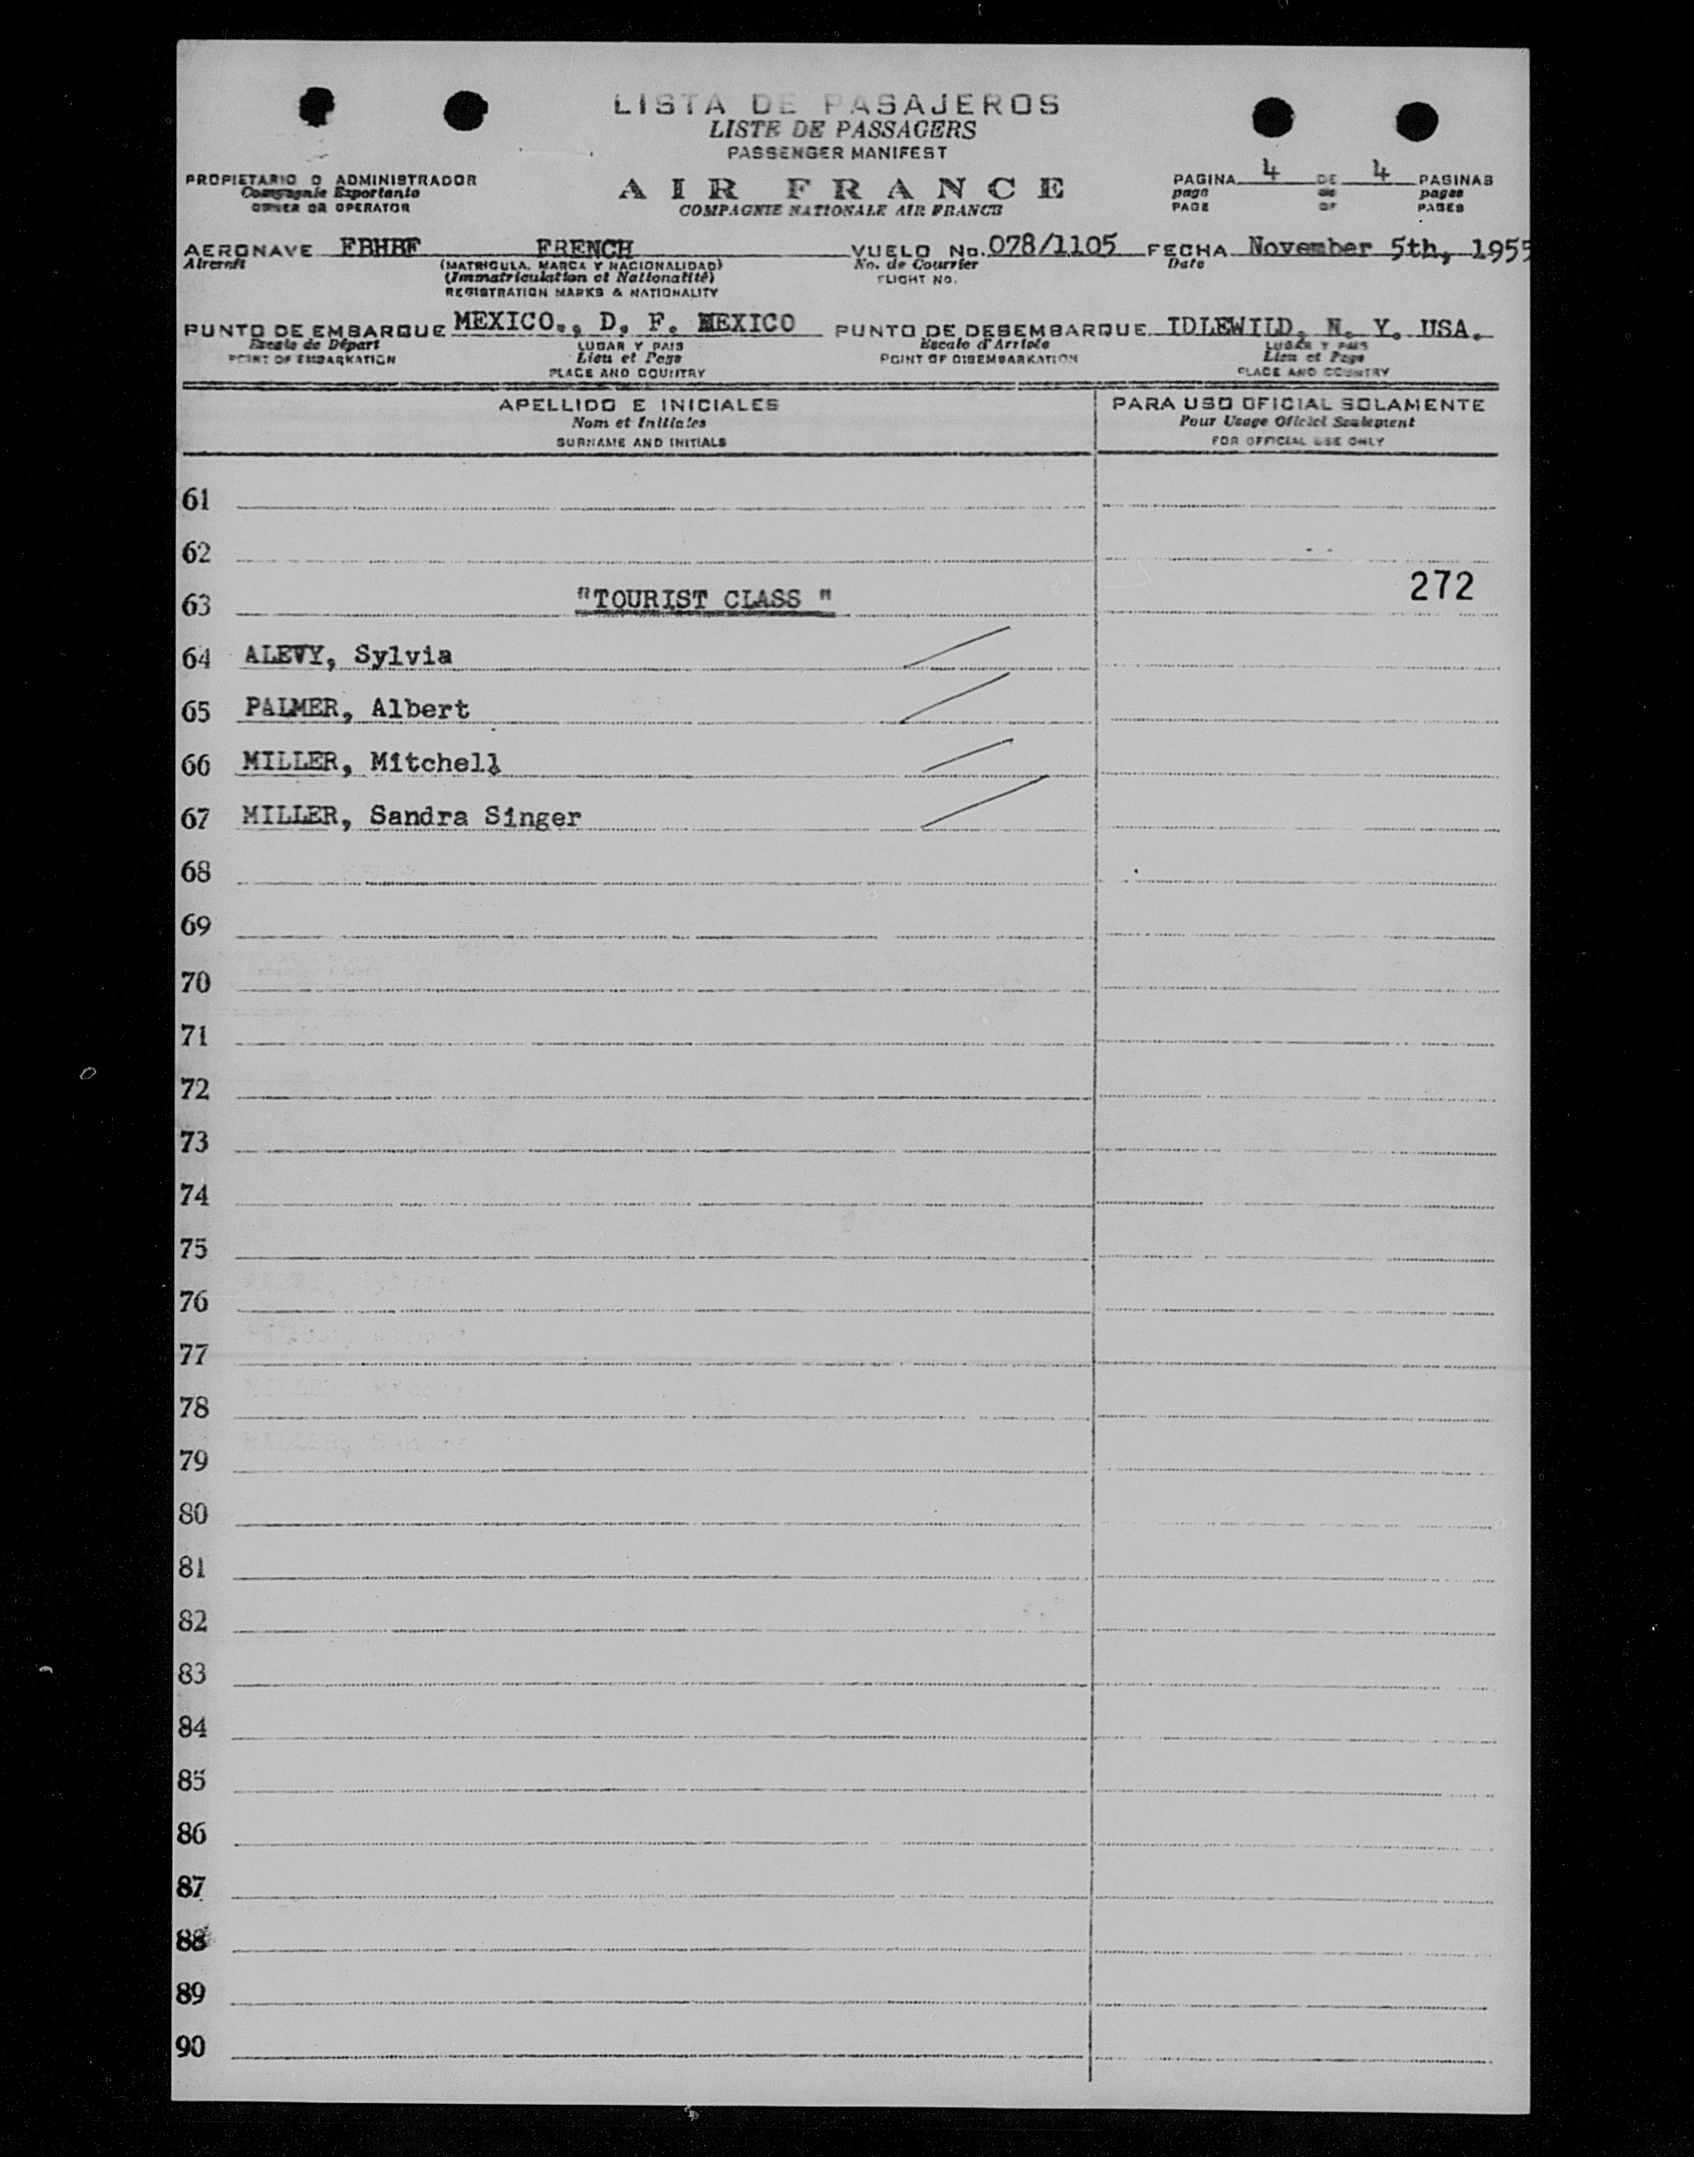 LISTA DE PASAJEROS
LISTE DE PASSAGERS
PASSENGER MANIFEST
PROPIETARIO O ADMINISTRADOR
Compagnie Exportante
OWNER OR OPERATOR
AIR FRANCE
COMPAGNIE NATIONALE AIR FRANCE
PAGINA 4 DE 4 PAGINAS
page de pages
PAGE OF PAGES
AERONAVE FBHBF FRENCH VUELO No. 078/1105 FECHA November 5th, 1955
Aircraft (MATRICULA, MARCA Y NACIONALIDAD) No. de Courrier Date
(Immatriculation et Nationalité) FLIGHT NO.
REGISTRATION MARKS & NATIONALITY
PUNTO DE EMBARQUE MEXICO., D. F. MEXICO PUNTO DE DESEMBARQUE IDLEWILD, N. Y. USA.
Escale de Départ LUGAR Y PAIS Escale d'Arrivée LUGAR Y PAIS
POINT OF EMBARKATION Lieu et Pays POINT OF DISEMBARKATION Lieu et Pays
PLACE AND COUNTRY PLACE AND COUNTRY
APELLIDO E INICIALES PARA USO OFICIAL SOLAMENTE
Nom et Initiales Pour Usage Oficiel Seulement
SURNAME AND INITIALS FOR OFFICIAL USE ONLY
61
62
63 "TOURIST CLASS " 272
64 ALEVY, Sylvia
65 PALMER, Albert
66 MILLER, Mitchell
67 MILLER, Sandra Singer
68
69
70
71
72
73
74
75
76
77
78
79
80
81
82
83
84
85
86
87
88
89
90